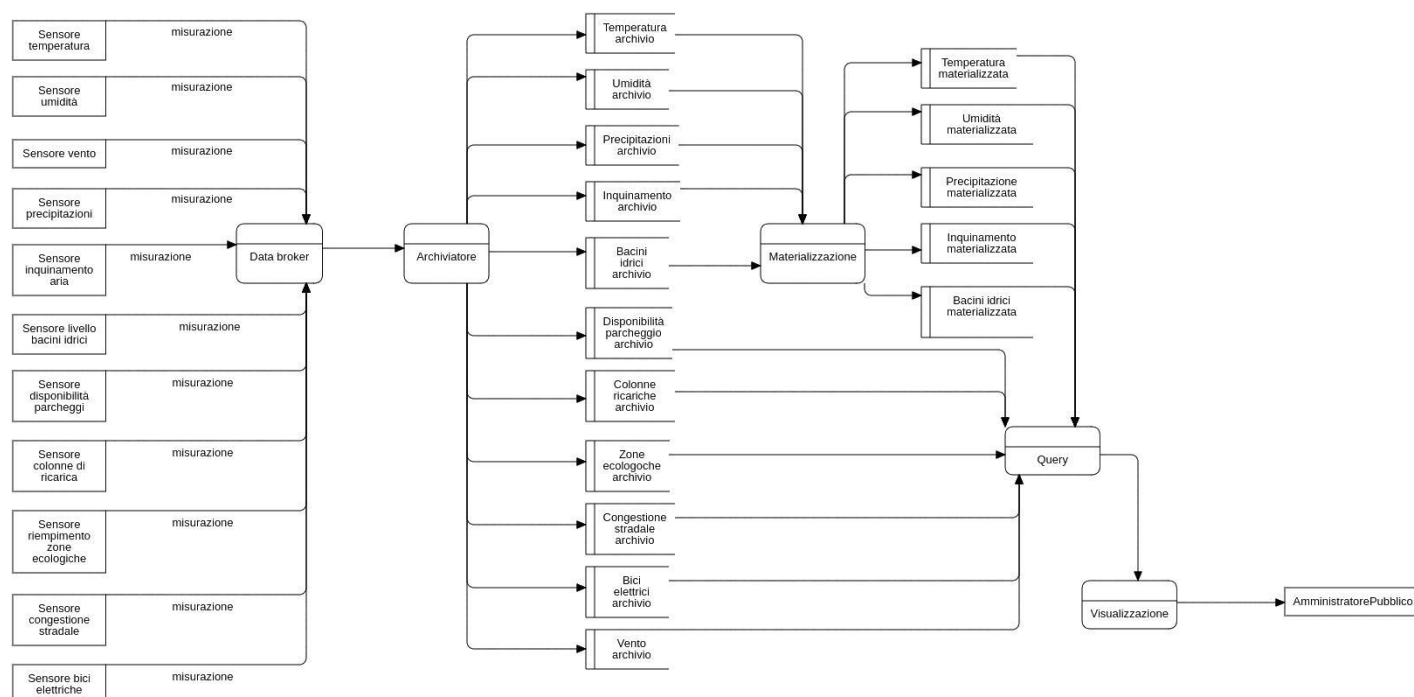 Sensore
temperatura
misurazione
Sensore
umidità
misurazione
Sensore vento
misurazione
Sensore
precipitazioni
misurazione
Sensore
inquinamento
aria
misurazione
Sensore livello
bacini idrici
misurazione
Sensore
disponibilità
parcheggi
misurazione
Sensore
colonne di
ricarica
misurazione
Sensore
riempimento
zone
ecologiche
misurazione
Sensore
congestione
stradale
misurazione
Sensore bici
elettriche
misurazione
Data broker
Archiviatore
Temperatura
archivio
Umidità
archivio
Precipitazioni
archivio
Inquinamento
archivio
Bacini
idrici
archivio
Disponibilità
parcheggio
archivio
Colonne
ricariche
archivio
Zone
ecologoche
archivio
Congestione
stradale
archivio
Bici
elettrici
archivio
Vento
archivio
Materializzazione
Temperatura
materializzata
Umidità
materializzata
Precipitazione
materializzata
Inquinamento
materializzata
Bacini idrici
materializzata
Query
Visualizzazione
AmministratorePubblico